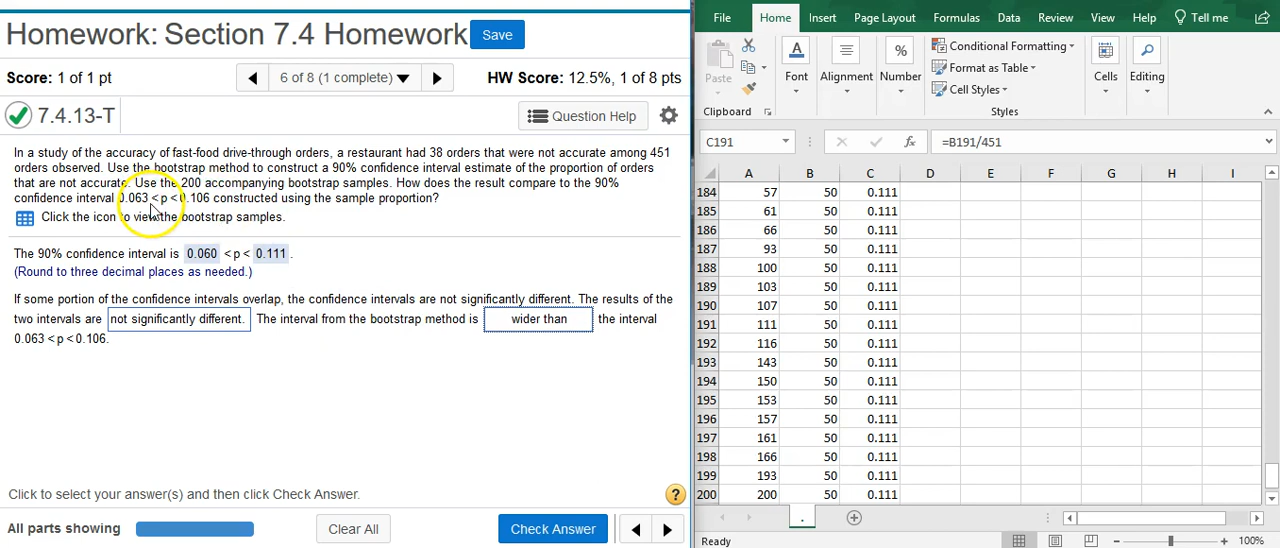 Homework: Section 7.4 Homework Save
Score: 1 of 1 pt 6 of 8 (1 complete) HW Score: 12.5%, 1 of 8 pts
7.4.13-T Question Help
In a study of the accuracy of fast-food drive-through orders, a restaurant had 38 orders that were not accurate among 451
orders observed. Use the bootstrap method to construct a 90% confidence interval estimate of the proportion of orders
that are not accurate. Use the 200 accompanying bootstrap samples. How does the result compare to the 90%
confidence interval 0.063 < p < 0.106 constructed using the sample proportion?
Click the icon to view the bootstrap samples.
The 90% confidence interval is 0.060 < p < 0.111 .
(Round to three decimal places as needed.)
If some portion of the confidence intervals overlap, the confidence intervals are not significantly different. The results of the
two intervals are not significantly different. The interval from the bootstrap method is wider than the interval
0.063 < p < 0.106.
Click to select your answer(s) and then click Check Answer. ?
All parts showing Clear All Check Answer
File Home Insert Page Layout Formulas Data Review View Help Tell me
Paste Font Alignment % Number Conditional Formatting Format as Table Cell Styles Cells Editing
Clipboard Styles
C191 fx =B191/451
A B C D E F G H I
184 57 50 0.111
185 61 50 0.111
186 66 50 0.111
187 93 50 0.111
188 100 50 0.111
189 103 50 0.111
190 107 50 0.111
191 111 50 0.111
192 116 50 0.111
193 143 50 0.111
194 150 50 0.111
195 153 50 0.111
196 157 50 0.111
197 161 50 0.111
198 166 50 0.111
199 193 50 0.111
200 200 50 0.111
.
Ready 100%